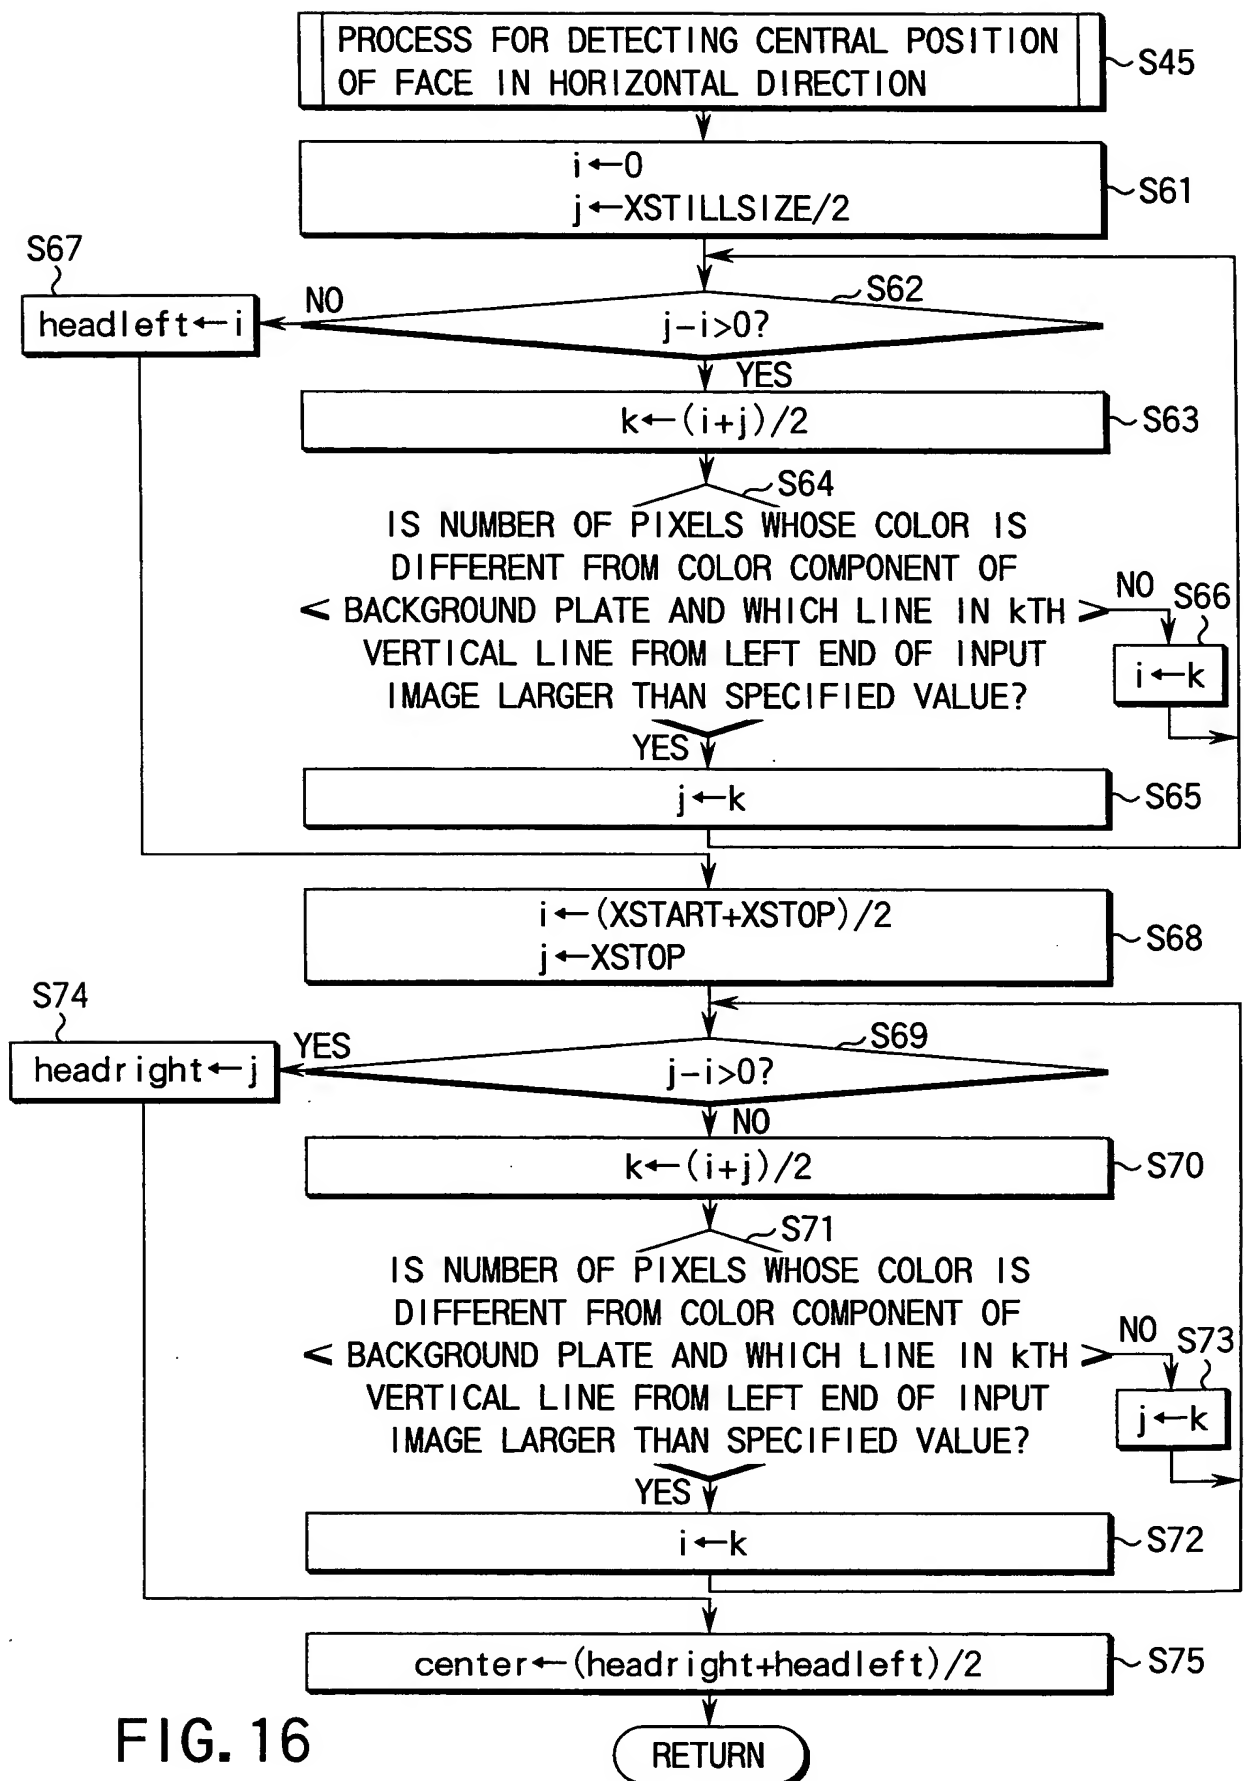 PROCESS FOR DETECTING CENTRAL POSITION
OF FACE IN HORIZONTAL DIRECTION
S45
i←0
j←XSTILLSIZE/2
S61
S67
headleft←i
NO
S62
j-i>0?
YES
k←(i+j)/2
S63
S64
IS NUMBER OF PIXELS WHOSE COLOR IS
DIFFERENT FROM COLOR COMPONENT OF
BACKGROUND PLATE AND WHICH LINE IN kTH
VERTICAL LINE FROM LEFT END OF INPUT
IMAGE LARGER THAN SPECIFIED VALUE?
NO
S66
i←k
YES
j←k
S65
i←(XSTART+XSTOP)/2
j←XSTOP
S68
S74
headright←j
YES
S69
j-i>0?
NO
k←(i+j)/2
S70
S71
IS NUMBER OF PIXELS WHOSE COLOR IS
DIFFERENT FROM COLOR COMPONENT OF
BACKGROUND PLATE AND WHICH LINE IN kTH
VERTICAL LINE FROM LEFT END OF INPUT
IMAGE LARGER THAN SPECIFIED VALUE?
NO
S73
j←k
YES
i←k
S72
center←(headright+headleft)/2
S75
RETURN
FIG. 16